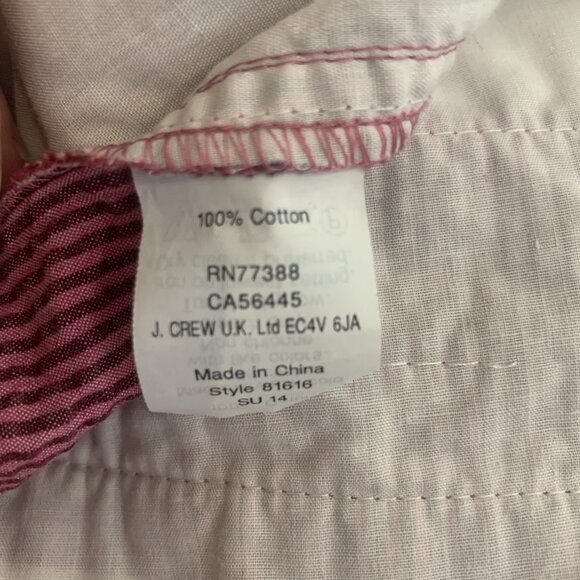 100% Cotton
RN77388
CA56445
J. CREW U.K. Ltd EC4V 6JA
Made in China
Style 81616
SU 14